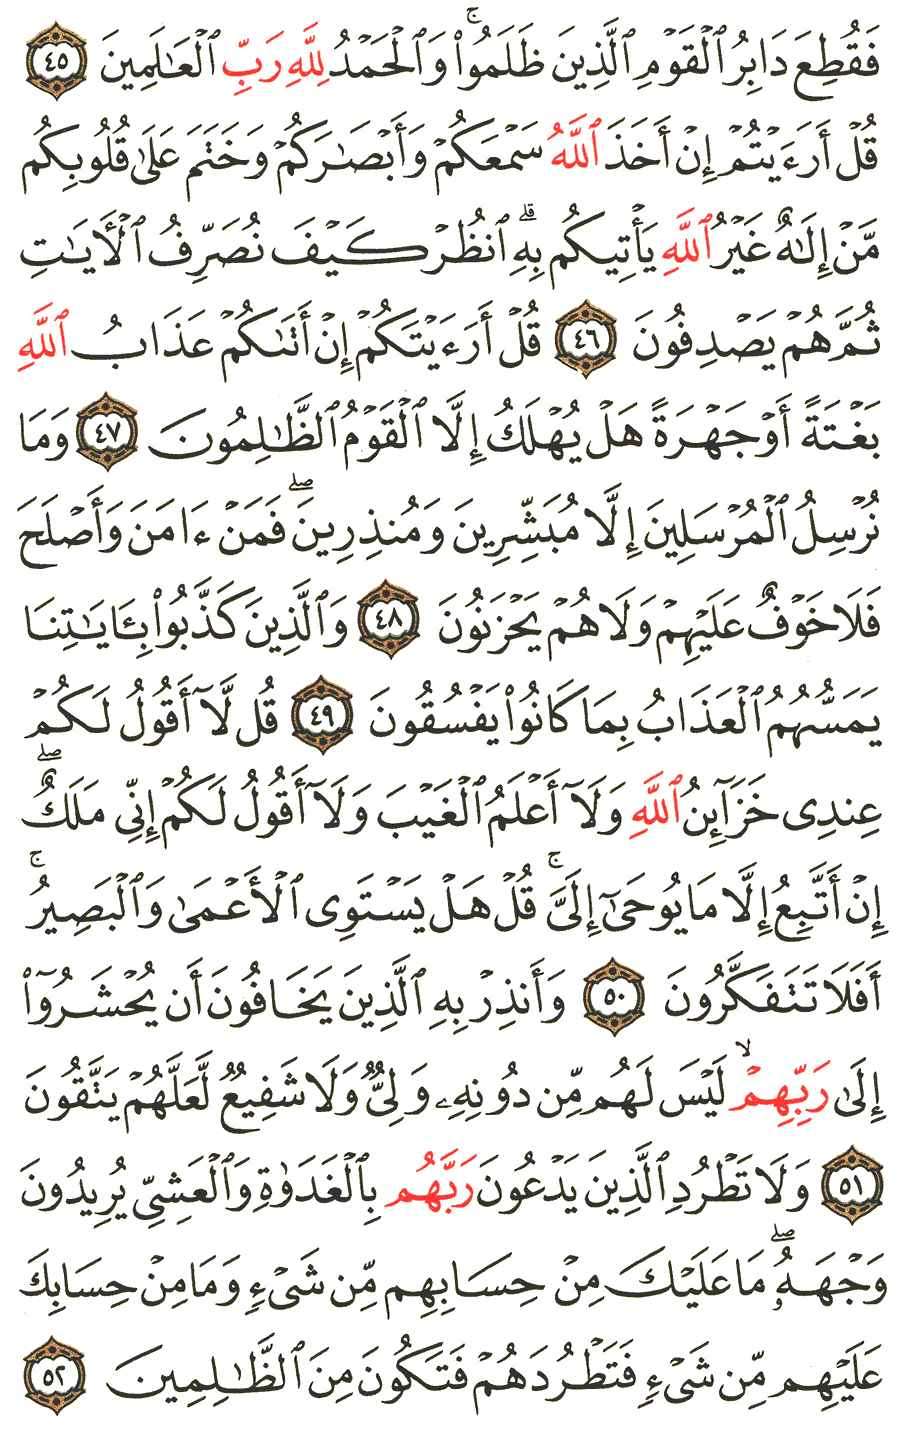 فَقُطِعَ دَابِرُ ٱلْقَوْمِ ٱلَّذِينَ ظَلَمُوا۟ ۚ وَٱلْحَمْدُ لِلَّهِ رَبِّ ٱلْعَٰلَمِينَ ٤٥
قُلْ أَرَءَيْتُمْ إِنْ أَخَذَ ٱللَّهُ سَمْعَكُمْ وَأَبْصَٰرَكُمْ وَخَتَمَ عَلَىٰ قُلُوبِكُم
مَّنْ إِلَٰهٌ غَيْرُ ٱللَّهِ يَأْتِيكُم بِهِ ۗ ٱنظُرْ كَيْفَ نُصَرِّفُ ٱلْءَايَٰتِ
ثُمَّ هُمْ يَصْدِفُونَ ٤٦ قُلْ أَرَءَيْتَكُمْ إِنْ أَتَىٰكُمْ عَذَابُ ٱللَّهِ
بَغْتَةً أَوْ جَهْرَةً هَلْ يُهْلَكُ إِلَّا ٱلْقَوْمُ ٱلظَّٰلِمُونَ ٤٧ وَمَا
نُرْسِلُ ٱلْمُرْسَلِينَ إِلَّا مُبَشِّرِينَ وَمُنذِرِينَ ۖ فَمَنْ ءَامَنَ وَأَصْلَحَ
فَلَا خَوْفٌ عَلَيْهِمْ وَلَا هُمْ يَحْزَنُونَ ٤٨ وَٱلَّذِينَ كَذَّبُوا۟ بِـَٔايَٰتِنَا
يَمَسُّهُمُ ٱلْعَذَابُ بِمَا كَانُوا۟ يَفْسُقُونَ ٤٩ قُل لَّآ أَقُولُ لَكُمْ
عِندِى خَزَآئِنُ ٱللَّهِ وَلَآ أَعْلَمُ ٱلْغَيْبَ وَلَآ أَقُولُ لَكُمْ إِنِّى مَلَكٌ ۖ
إِنْ أَتَّبِعُ إِلَّا مَا يُوحَىٰٓ إِلَىَّ ۚ قُلْ هَلْ يَسْتَوِى ٱلْأَعْمَىٰ وَٱلْبَصِيرُ ۚ
أَفَلَا تَتَفَكَّرُونَ ٥٠ وَأَنذِرْ بِهِ ٱلَّذِينَ يَخَافُونَ أَن يُحْشَرُوٓا۟
إِلَىٰ رَبِّهِمْ ۙ لَيْسَ لَهُم مِّن دُونِهِۦ وَلِىٌّ وَلَا شَفِيعٌ لَّعَلَّهُمْ يَتَّقُونَ
٥١ وَلَا تَطْرُدِ ٱلَّذِينَ يَدْعُونَ رَبَّهُم بِٱلْغَدَوٰةِ وَٱلْعَشِىِّ يُرِيدُونَ
وَجْهَهُۥ ۖ مَا عَلَيْكَ مِنْ حِسَابِهِم مِّن شَىْءٍ وَمَا مِنْ حِسَابِكَ
عَلَيْهِم مِّن شَىْءٍ فَتَطْرُدَهُمْ فَتَكُونَ مِنَ ٱلظَّٰلِمِينَ ٥٢